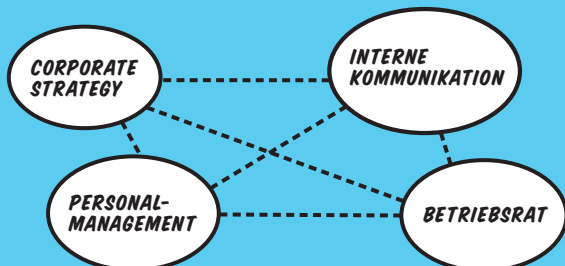 CORPORATE
STRATEGY
INTERNE
KOMMUNIKATION
PERSONAL-
MANAGEMENT
BETRIEBSRAT